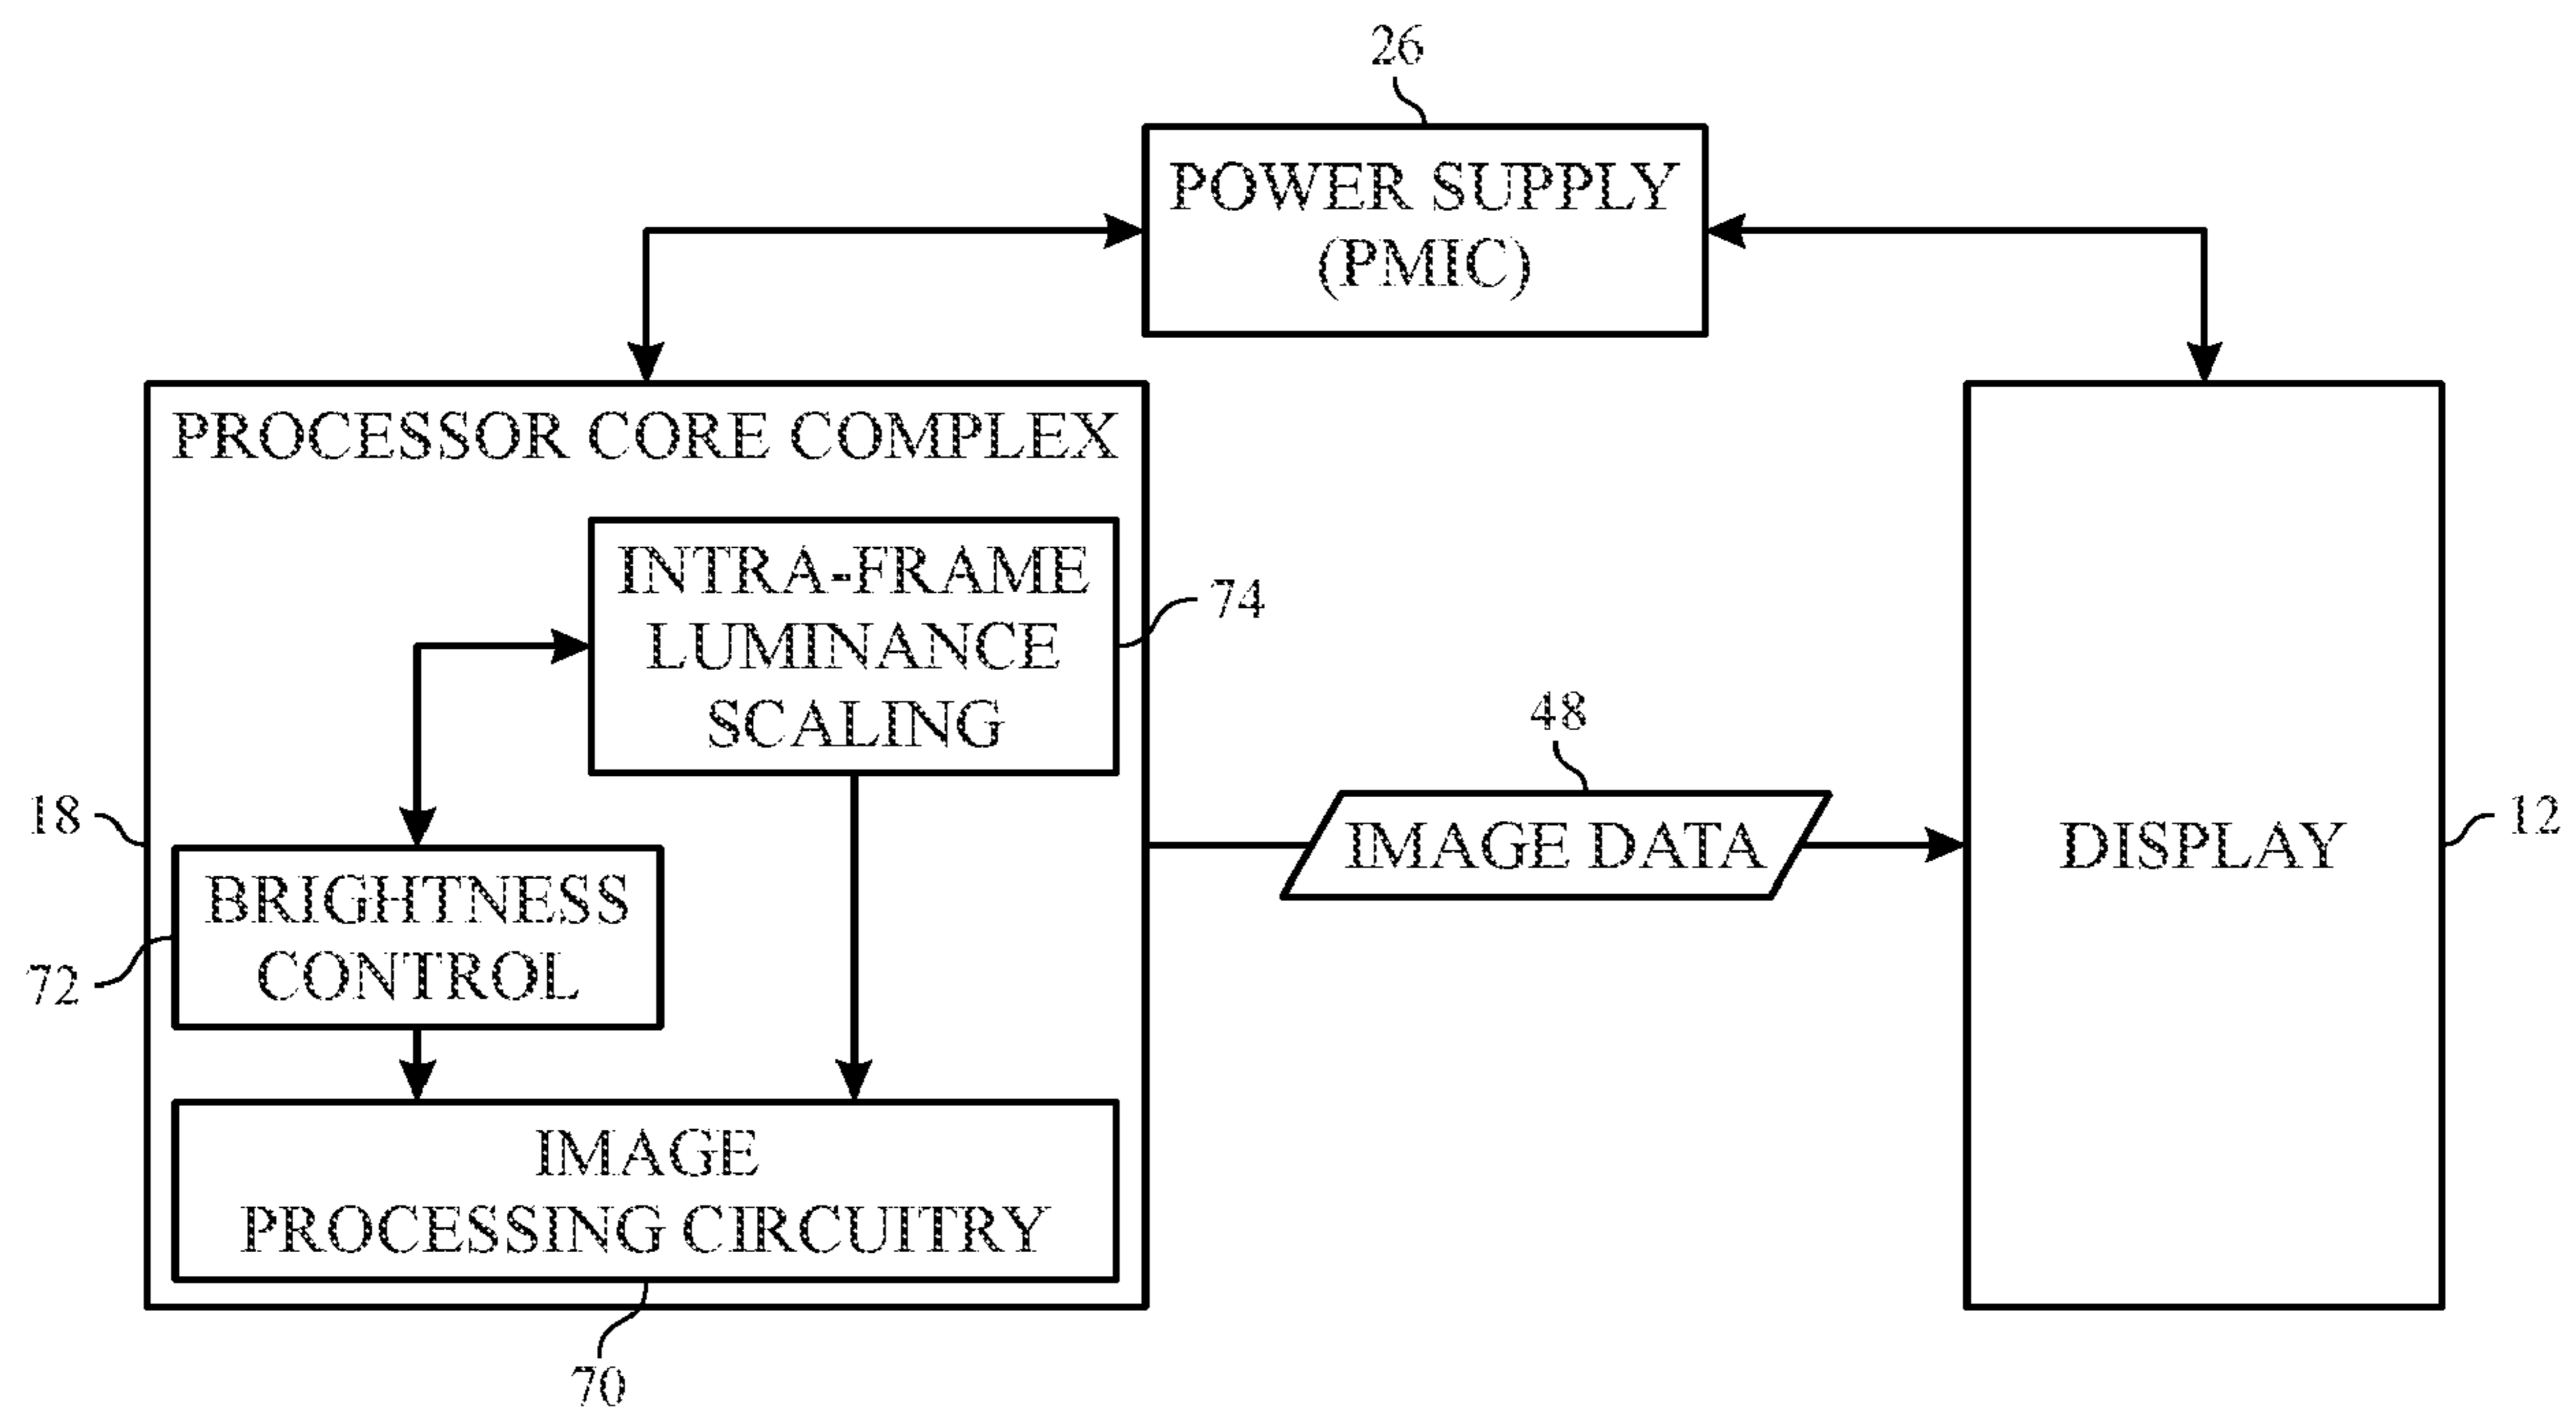 26
POWER SUPPLY
(PMIC)
PROCESSOR CORE COMPLEX
INTRA-FRAME
LUMINANCE
SCALING
74
48
IMAGE DATA
DISPLAY
12
18
BRIGHTNESS
CONTROL
72
IMAGE
PROCESSING CIRCUITRY
70